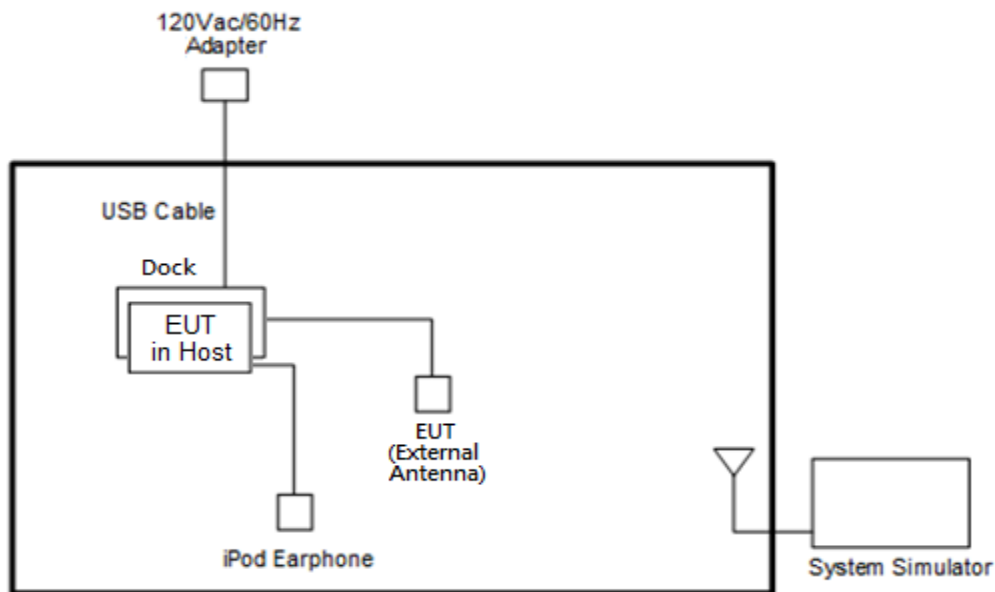 120Vac/60Hz
Adapter
USB Cable
Dock
EUT
in Host
EUT
(External
Antenna)
iPod Earphone
System Simulator